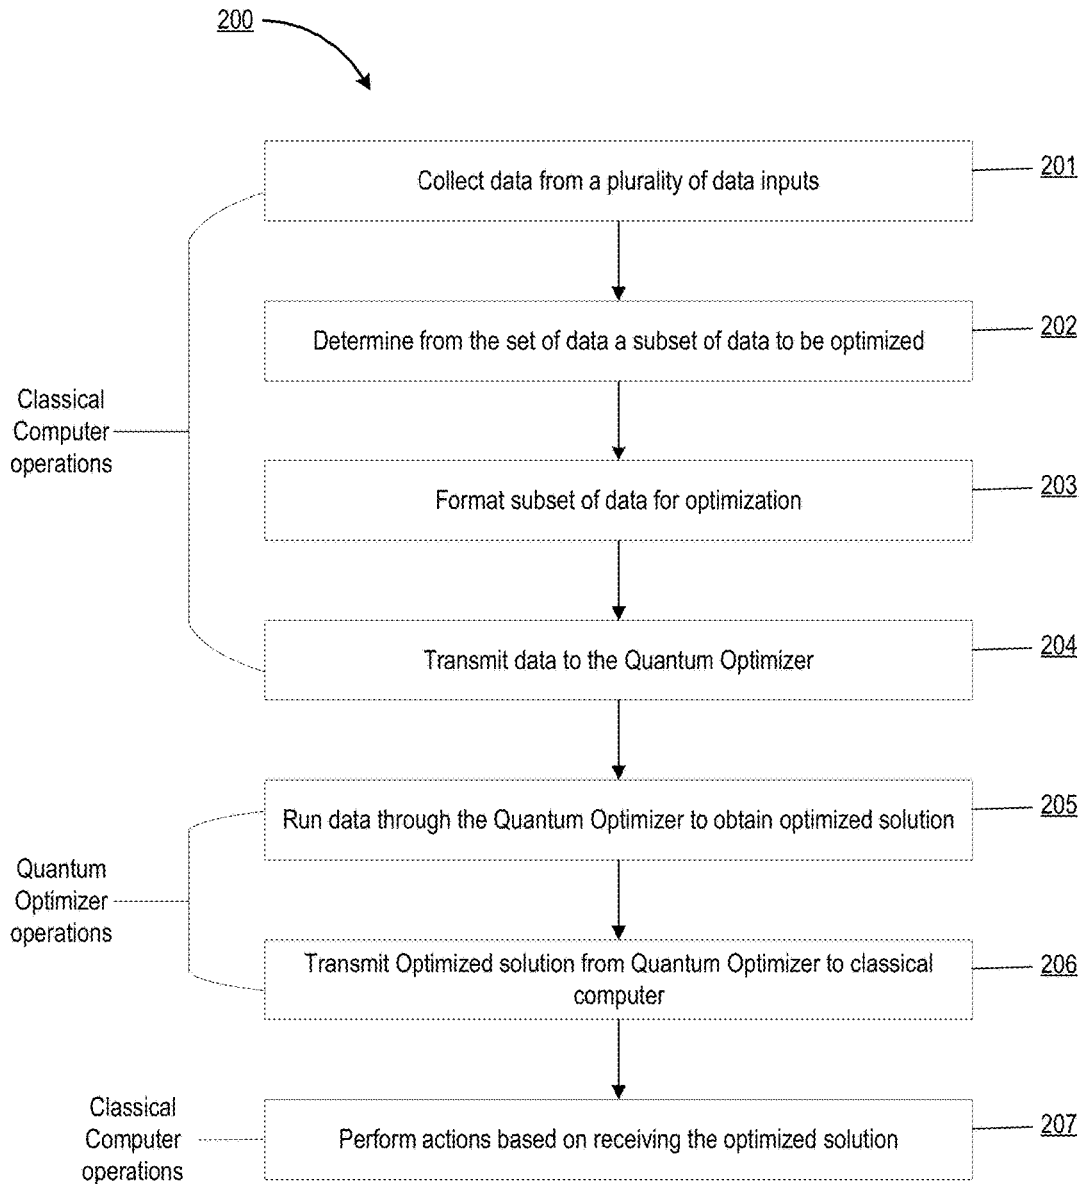 200
Collect data from a plurality of data inputs
201
Determine from the set of data a subset of data to be optimized
202
Classical
Computer
operations
Format subset of data for optimization
203
Transmit data to the Quantum Optimizer
204
Run data through the Quantum Optimizer to obtain optimized solution
205
Quantum
Optimizer
operations
Transmit Optimized solution from Quantum Optimizer to classical
computer
206
Classical
Computer
operations
Perform actions based on receiving the optimized solution
207